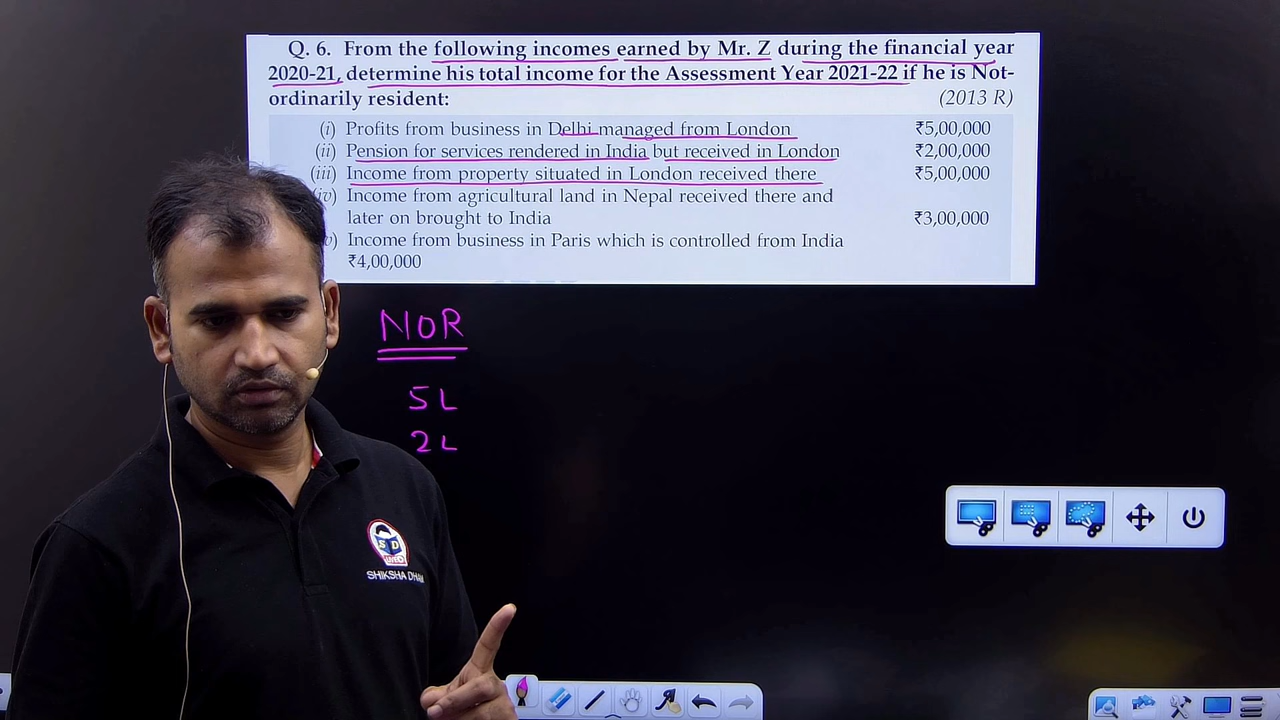 Q. 6. From the following incomes earned by Mr. Z during the financial year
2020-21, determine his total income for the Assessment Year 2021-22 if he is Not-
ordinarily resident: (2013 R)
(i) Profits from business in Delhi managed from London ₹5,00,000
(ii) Pension for services rendered in India but received in London ₹2,00,000
(iii) Income from property situated in London received there ₹5,00,000
iv) Income from agricultural land in Nepal received there and
later on brought to India ₹3,00,000
v) Income from business in Paris which is controlled from India
₹4,00,000
NOR
5 L
2 L
SD
SHIKSHA DHAM